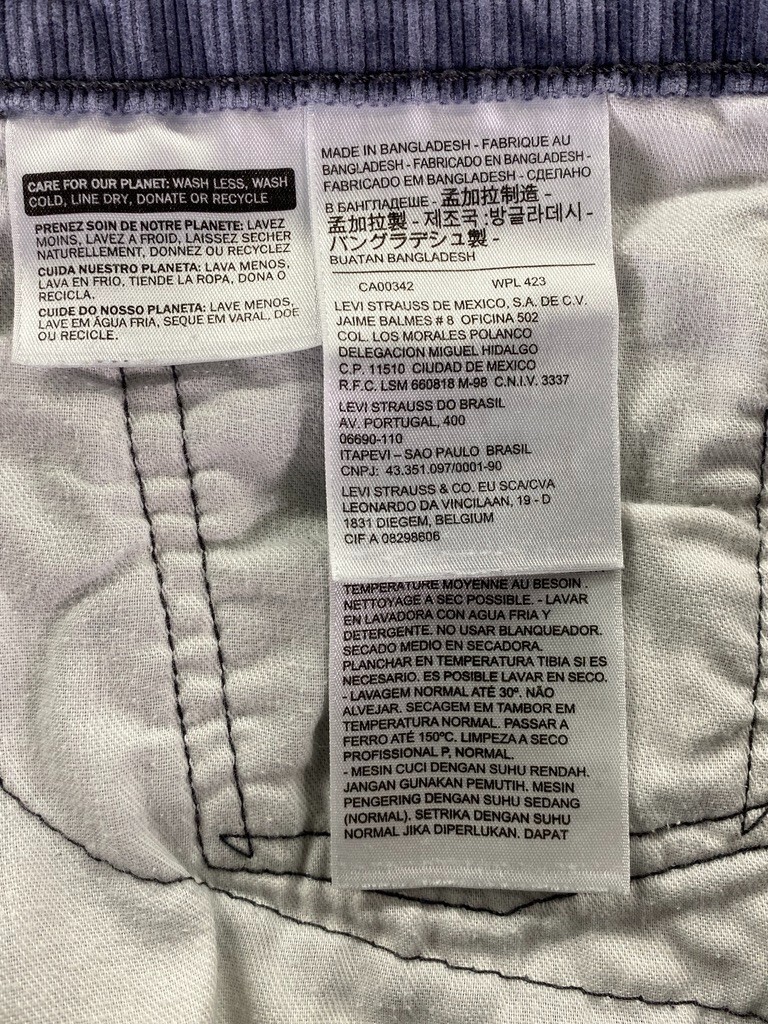 CARE FOR OUR PLANET: WASH LESS, WASH
COLD, LINE DRY, DONATE OR RECYCLE
PRENEZ SOIN DE NOTRE PLANETE: LAVEZ
MOINS, LAVEZ A FROID, LAISSEZ SECHER
NATURELLEMENT, DONNEZ OU RECYCLEZ
CUIDA NUESTRO PLANETA: LAVA MENOS,
LAVA EN FRIO, TIENDE LA ROPA, DONA O
RECICLA.
CUIDE DO NOSSO PLANETA: LAVE MENOS,
LAVE EM ÁGUA FRIA, SEQUE EM VARAL, DOE
OU RECICLE.
MADE IN BANGLADESH - FABRIQUE AU
BANGLADESH - FABRICADO EN BANGLADESH -
FABRICADO EM BANGLADESH - СДЕЛАНО
В БАНГЛАДЕШЕ - 孟加拉制造 -
孟加拉製 - 제조국 :방글라데시 -
バングラデシュ製 -
BUATAN BANGLADESH
CA00342 WPL 423
LEVI STRAUSS DE MEXICO, S.A. DE C.V.
JAIME BALMES # 8 OFICINA 502
COL. LOS MORALES POLANCO
DELEGACION MIGUEL HIDALGO
C.P. 11510 CIUDAD DE MEXICO
R.F.C. LSM 660818 M-98 C.N.I.V. 3337
LEVI STRAUSS DO BRASIL
AV. PORTUGAL, 400
06690-110
ITAPEVI – SAO PAULO BRASIL
CNPJ: 43.351.097/0001-90
LEVI STRAUSS & CO. EU SCA/CVA
LEONARDO DA VINCILAAN, 19 - D
1831 DIEGEM, BELGIUM
CIF A 08298606
TEMPERATURE MOYENNE AU BESOIN .
NETTOYAGE A SEC POSSIBLE. - LAVAR
EN LAVADORA CON AGUA FRIA Y
DETERGENTE. NO USAR BLANQUEADOR.
SECADO MEDIO EN SECADORA.
PLANCHAR EN TEMPERATURA TIBIA SI ES
NECESARIO. ES POSIBLE LAVAR EN SECO.
- LAVAGEM NORMAL ATÉ 30º. NÃO
ALVEJAR. SECAGEM EM TAMBOR EM
TEMPERATURA NORMAL. PASSAR A
FERRO ATÉ 150ºC. LIMPEZA A SECO
PROFISSIONAL P, NORMAL.
- MESIN CUCI DENGAN SUHU RENDAH.
JANGAN GUNAKAN PEMUTIH. MESIN
PENGERING DENGAN SUHU SEDANG
(NORMAL). SETRIKA DENGAN SUHU
NORMAL JIKA DIPERLUKAN. DAPAT